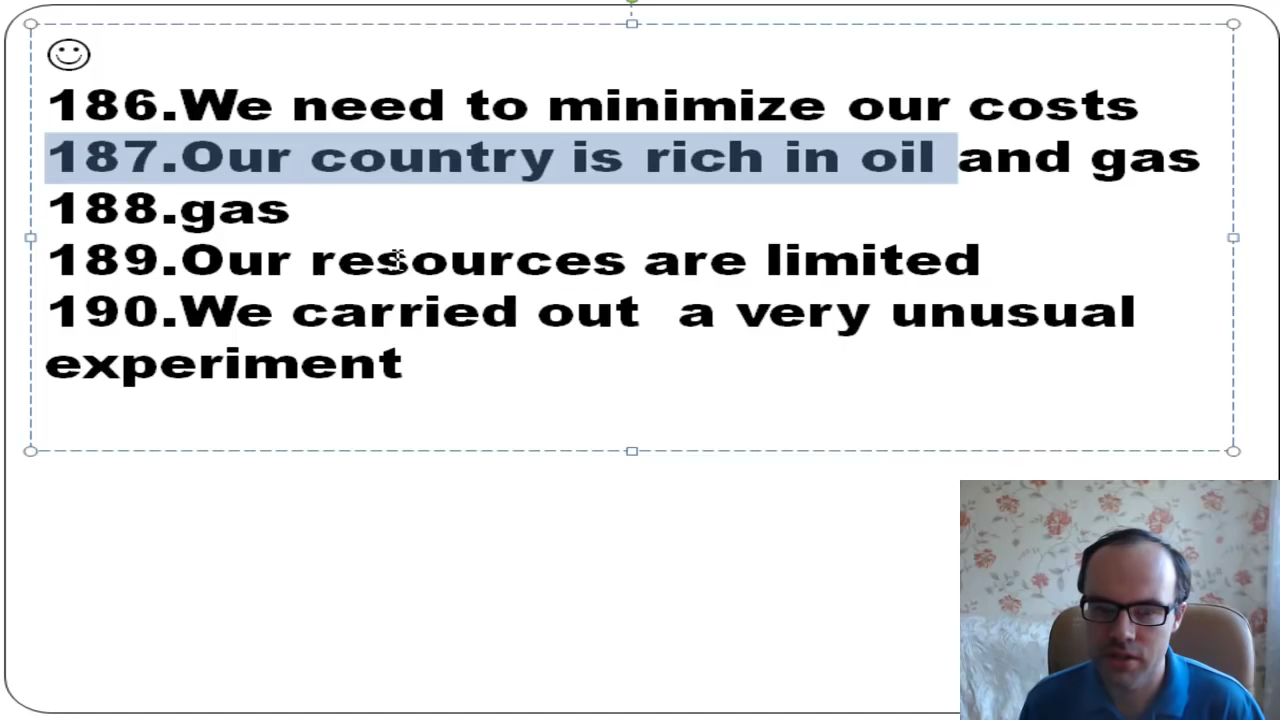 186.We need to minimize our costs
187.Our country is rich in oil and gas
188.gas
189.Our resources are limited
190.We carried out a very unusual
experiment